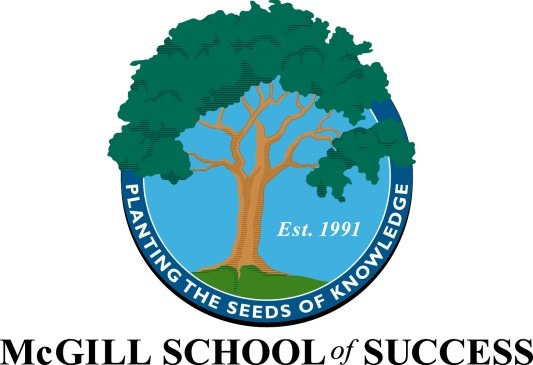 Est. 1991
PLANTING THE SEEDS OF KNOWLEDGE
McGILL SCHOOL of SUCCESS